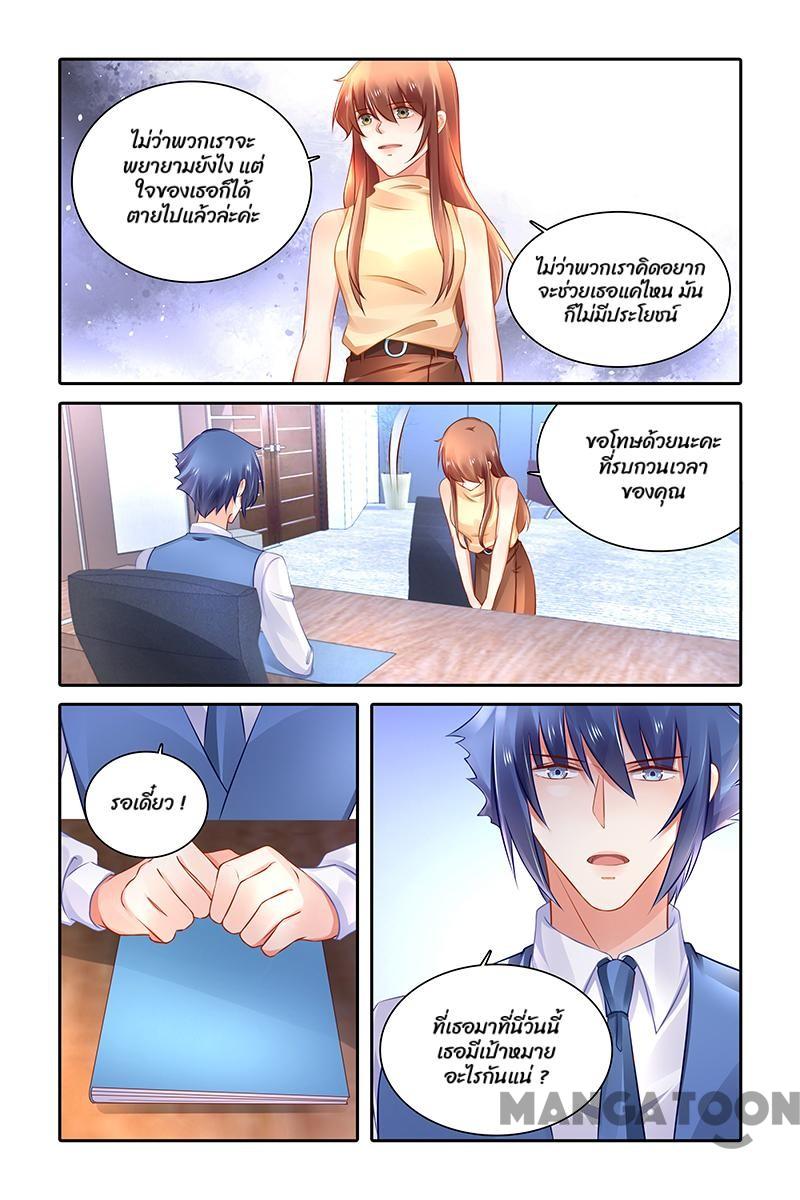 ไม่ว่าพวกเราจะ
พยายามยังไง แต่
ใจของเธอก็ได้
ตายไปแล้วล่ะค่ะ
ไม่ว่าพวกเราคิดอยาก
จะช่วยเธอแค่ไหน มัน
ก็ไม่มีประโยชน์
ขอโทษด้วยนะคะ
ที่รบกวนเวลา
ของคุณ
รอเดี๋ยว !
ที่เธอมาที่นี่วันนี้
เธอมีเป้าหมาย
อะไรกันแน่ ?
MANGATOON